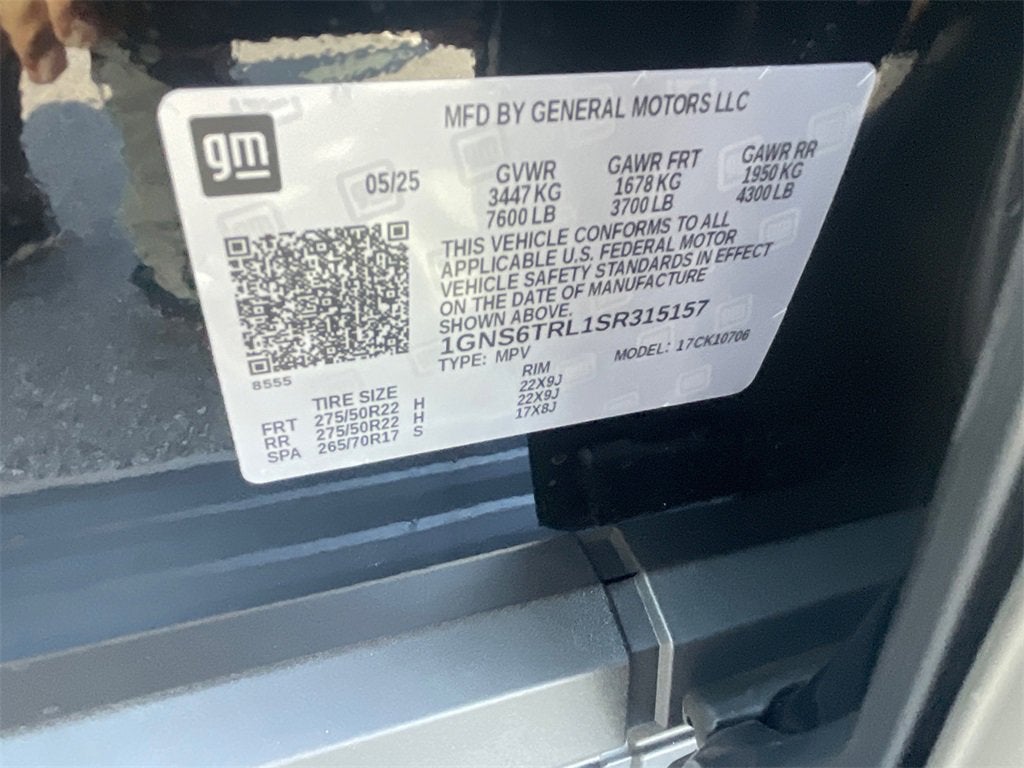 MFD BY GENERAL MOTORS LLC
gm
05/25
GVWR GAWR FRT GAWR RR
3447 KG 1678 KG 1950 KG
7600 LB 3700 LB 4300 LB
THIS VEHICLE CONFORMS TO ALL
APPLICABLE U.S. FEDERAL MOTOR
VEHICLE SAFETY STANDARDS IN EFFECT
ON THE DATE OF MANUFACTURE
SHOWN ABOVE.
1GNS6TRL1SR315157
TYPE: MPV MODEL: 17CK10706
8555
TIRE SIZE RIM
FRT 275/50R22 H 22X9J
RR 275/50R22 H 22X9J
SPA 265/70R17 S 17X8J